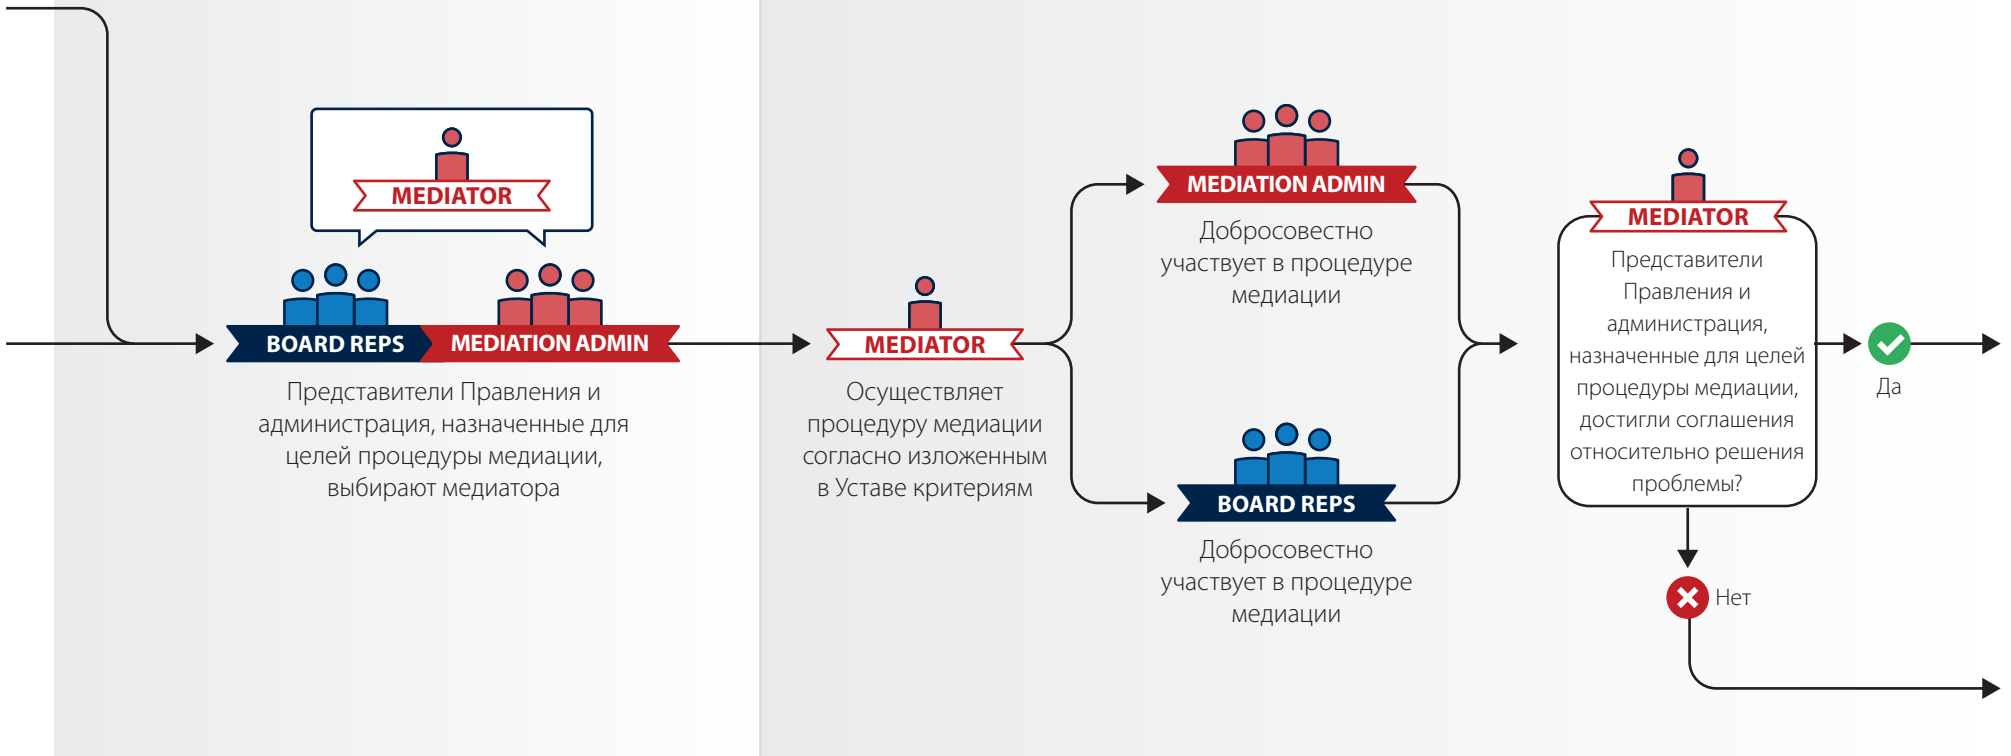 MEDIATOR
BOARD REPS
MEDIATION ADMIN
Представители Правления и
администрация, назначенные для
целей процедуры медиации,
выбирают медиатора
MEDIATOR
Осуществляет
процедуру медиации
согласно изложенным
в Уставе критериям
MEDIATION ADMIN
Добросовестно
участвует в процедуре
медиации
BOARD REPS
Добросовестно
участвует в процедуре
медиации
MEDIATOR
Представители
Правления и
администрация,
назначенные для целей
процедуры медиации,
достигли соглашения
относительно решения
проблемы?
Да
Нет